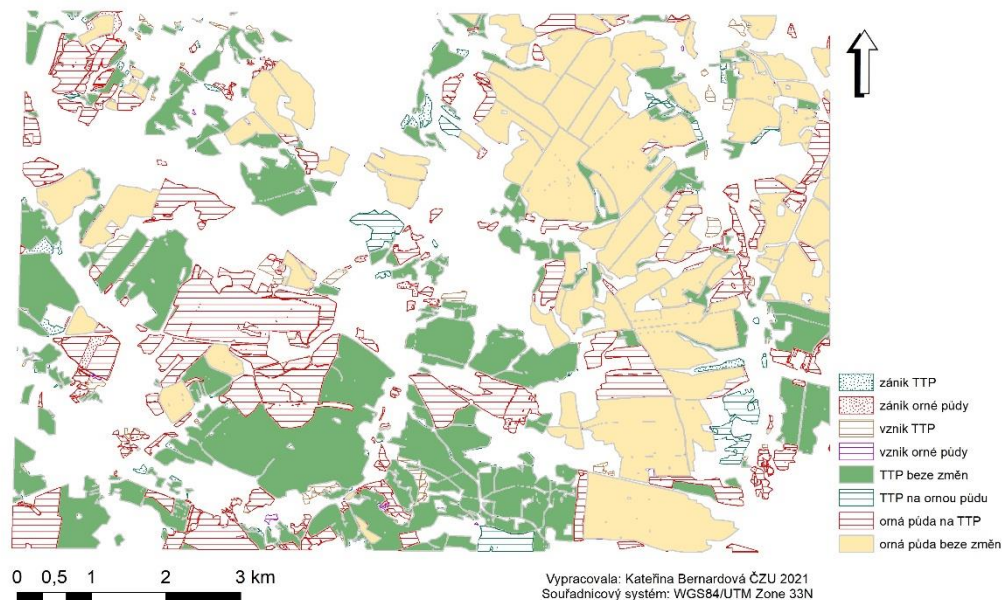 zánik TTP
zánik orné půdy
vznik TTP
vznik orné půdy
TTP beze změn
TTP na ornou půdu
orná půda na TTP
orná půda beze změn
0 0,5 1 2 3 km
Vypracovala: Kateřina Bernardová ČZU 2021
Souřadnicový systém: WGS84/UTM Zone 33N